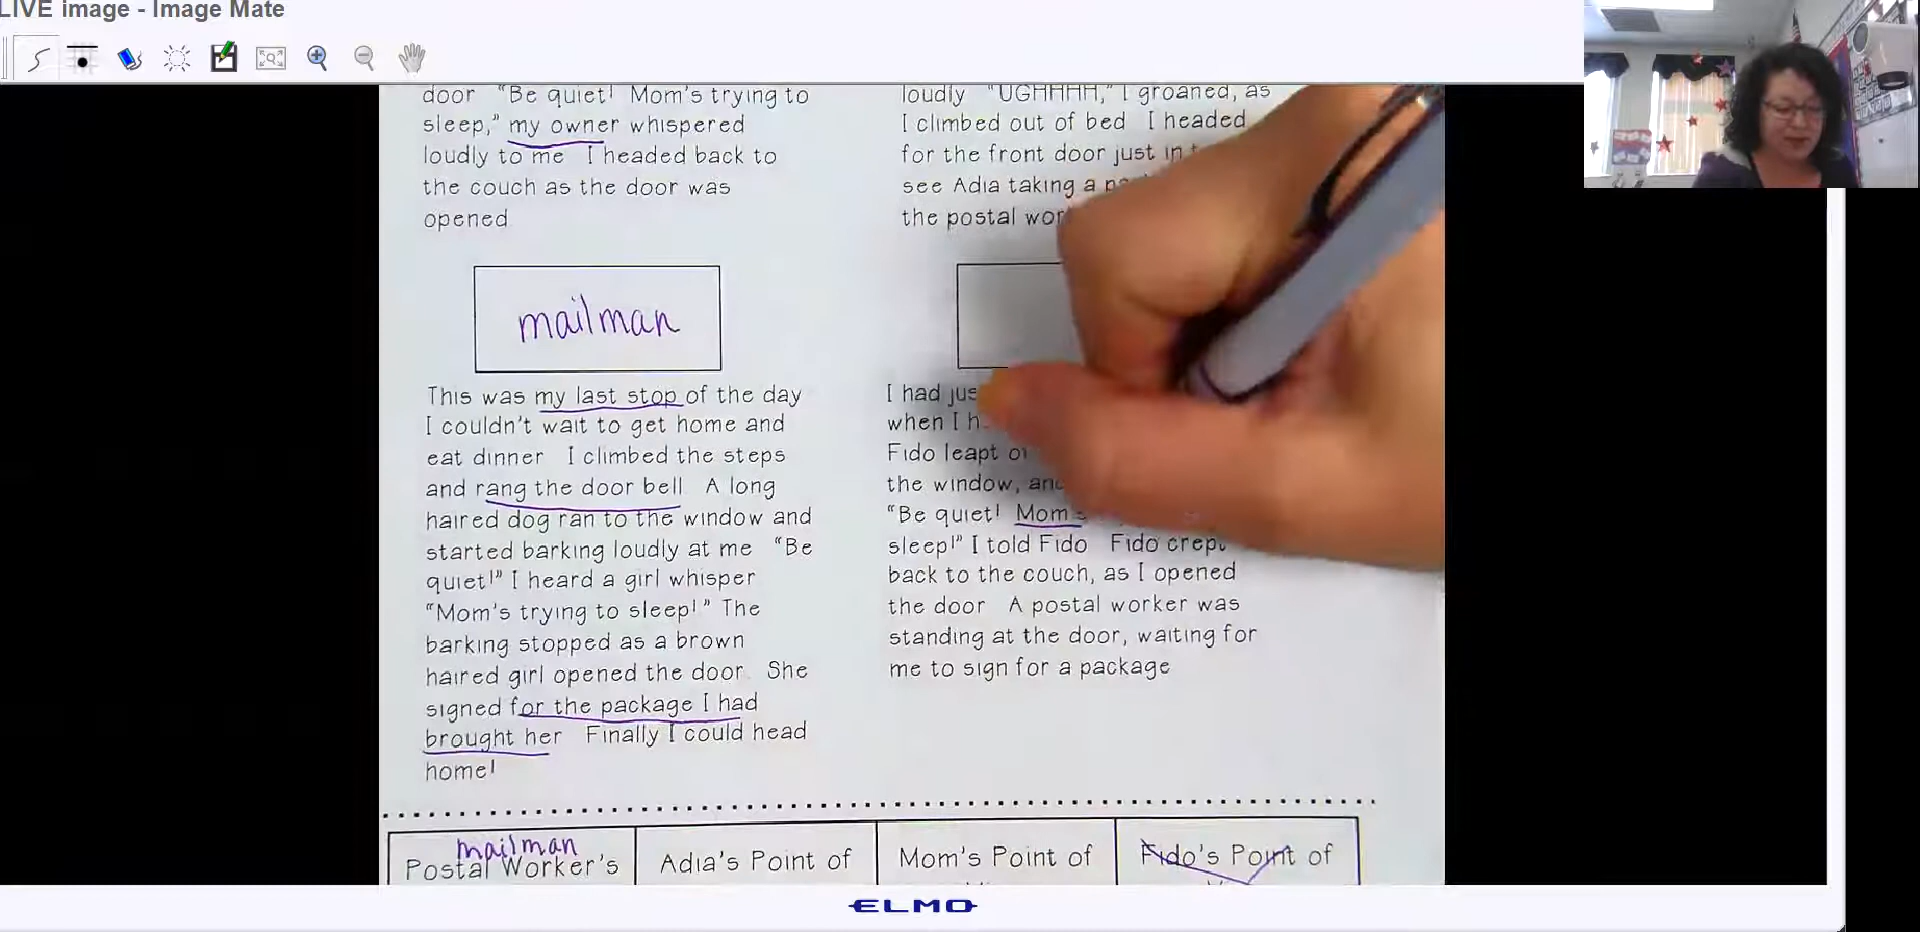 LIVE image - Image Mate
door "Be quiet! Mom's trying to
sleep," my owner whispered
loudly to me I headed back to
the couch as the door was
opened
loudly "UGHHHH," I groaned, as
I climbed out of bed I headed
for the front door just in
see Adia taking a
the postal
mailman
This was my last stop of the day
I couldn't wait to get home and
eat dinner I climbed the steps
and rang the door bell A long
haired dog ran to the window and
started barking loudly at me "Be
quiet!" I heard a girl whisper
"Mom's trying to sleep!" The
barking stopped as a brown
haired girl opened the door. She
signed for the package I had
brought her Finally I could head
home!
I had
when I
Fido leapt
the window,
"Be quiet! Mom's
sleep!" I told Fido Fido crept
back to the couch, as I opened
the door A postal worker was
standing at the door, waiting for
me to sign for a package
mailman
Postal Worker's
Adia's Point of
Mom's Point of
Fido's Point of
ELMO